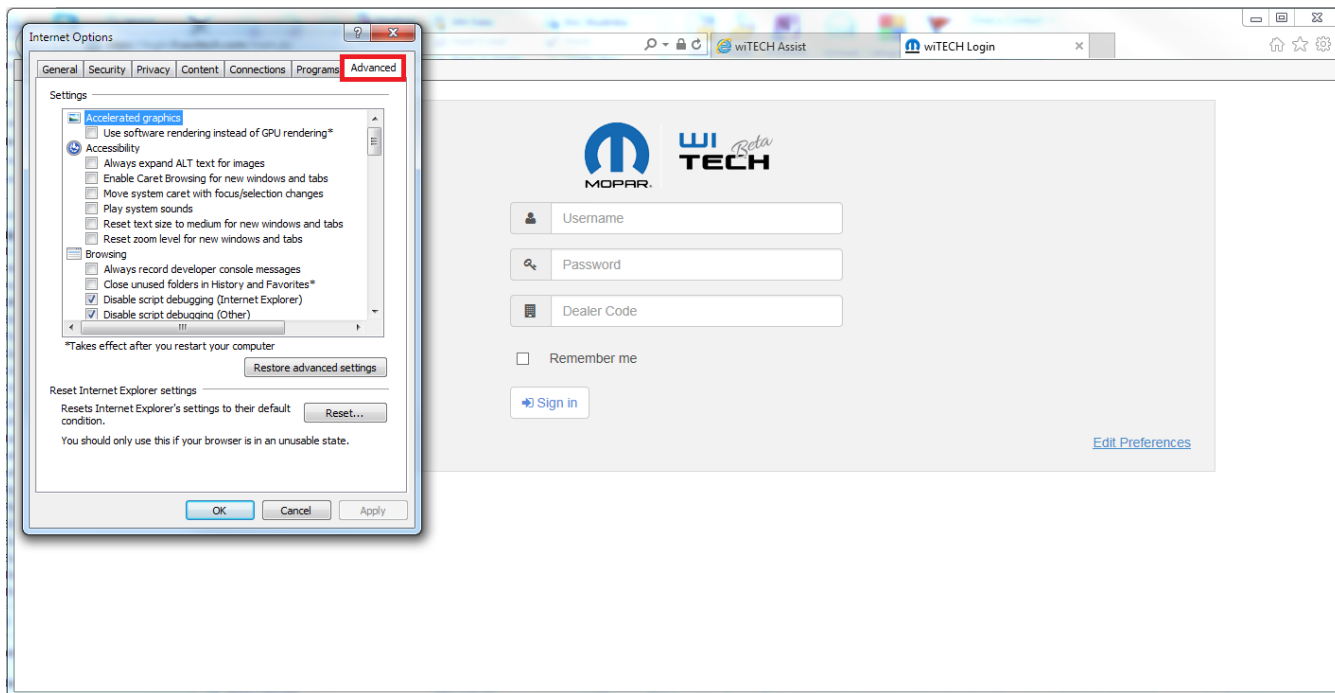 Internet Options
General Security Privacy Content Connections Programs Advanced
Settings
Accelerated graphics
Use software rendering instead of GPU rendering*
Accessibility
Always expand ALT text for images
Enable Caret Browsing for new windows and tabs
Move system caret with focus/selection changes
Play system sounds
Reset text size to medium for new windows and tabs
Reset zoom level for new windows and tabs
Browsing
Always record developer console messages
Close unused folders in History and Favorites*
Disable script debugging (Internet Explorer)
Disable script debugging (Other)
*Takes effect after you restart your computer
Restore advanced settings
Reset Internet Explorer settings
Resets Internet Explorer's settings to their default
condition.
Reset...
You should only use this if your browser is in an unusable state.
OK Cancel Apply
wiTECH Assist
wiTECH Login
MOPAR.
WI
TECH
Beta
Username
Password
Dealer Code
Remember me
Sign in
Edit Preferences